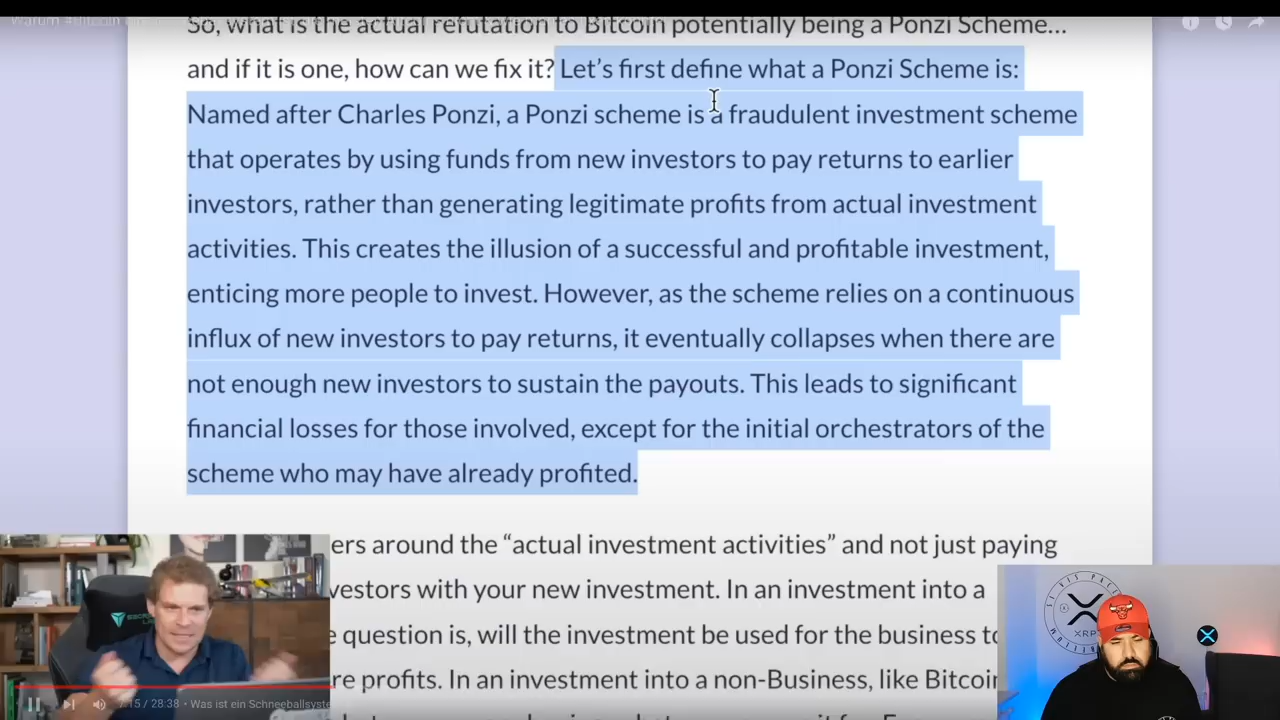 Warum #bitcoin
So, what is the actual refutation to Bitcoin potentially being a Ponzi Scheme…
and if it is one, how can we fix it? Let’s first define what a Ponzi Scheme is:
Named after Charles Ponzi, a Ponzi scheme is a fraudulent investment scheme
that operates by using funds from new investors to pay returns to earlier
investors, rather than generating legitimate profits from actual investment
activities. This creates the illusion of a successful and profitable investment,
enticing more people to invest. However, as the scheme relies on a continuous
influx of new investors to pay returns, it eventually collapses when there are
not enough new investors to sustain the payouts. This leads to significant
financial losses for those involved, except for the initial orchestrators of the
scheme who may have already profited.
ers around the “actual investment activities” and not just paying
vestors with your new investment. In an investment into a
e question is, will the investment be used for the business to
re profits. In an investment into a non-Business, like Bitcoin
XRP
:15 / 28:38 • Was ist ein Schneeballsyste